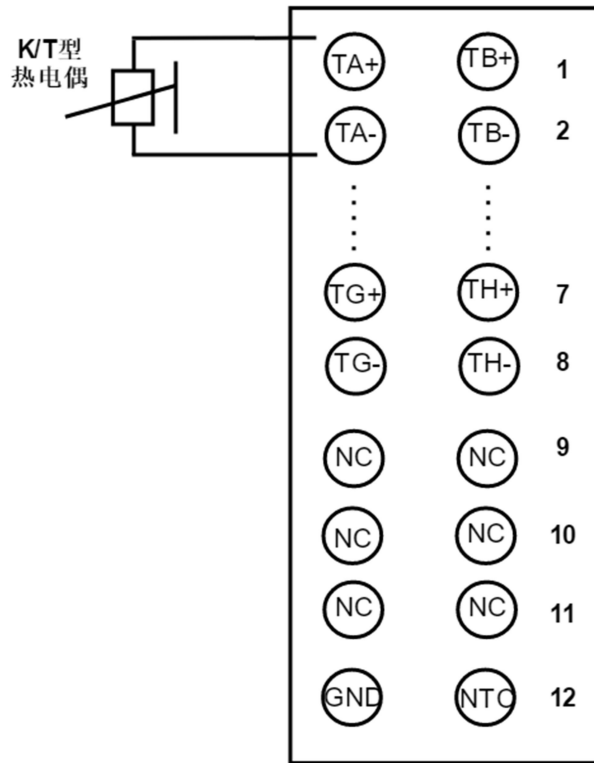 K/T型
热电偶
TA+ TB+ 1
TA- TB- 2
TG+ TH+ 7
TG- TH- 8
NC NC 9
NC NC 10
NC NC 11
GND NTC 12